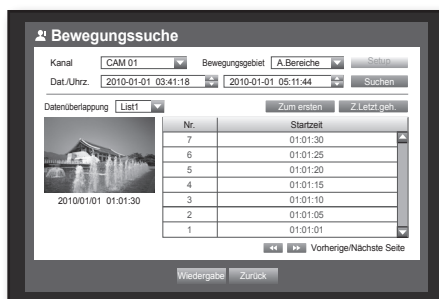 Bewegungssuche
Kanal CAM 01 Bewegungsgebiet A.Bereiche Setup
Dat./Uhrz. 2010-01-01 03:41:18 2010-01-01 05:11:44 Suchen
Datenüberlappung List1 Zum ersten Z.Letzt.geh.
Nr. Startzeit
7 01:01:30
6 01:01:25
5 01:01:20
4 01:01:15
3 01:01:10
2 01:01:05
1 01:01:01
2010/01/01 01:01:30
Vorherige/Nächste Seite
Wiedergabe Zurück